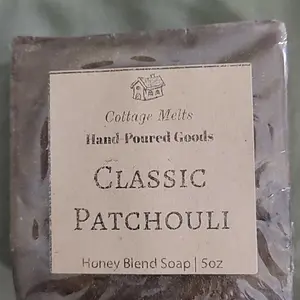 Cottage Melts
Hand-Poured Goods
CLASSIC
PATCHOULI
Honey Blend Soap | 5oz